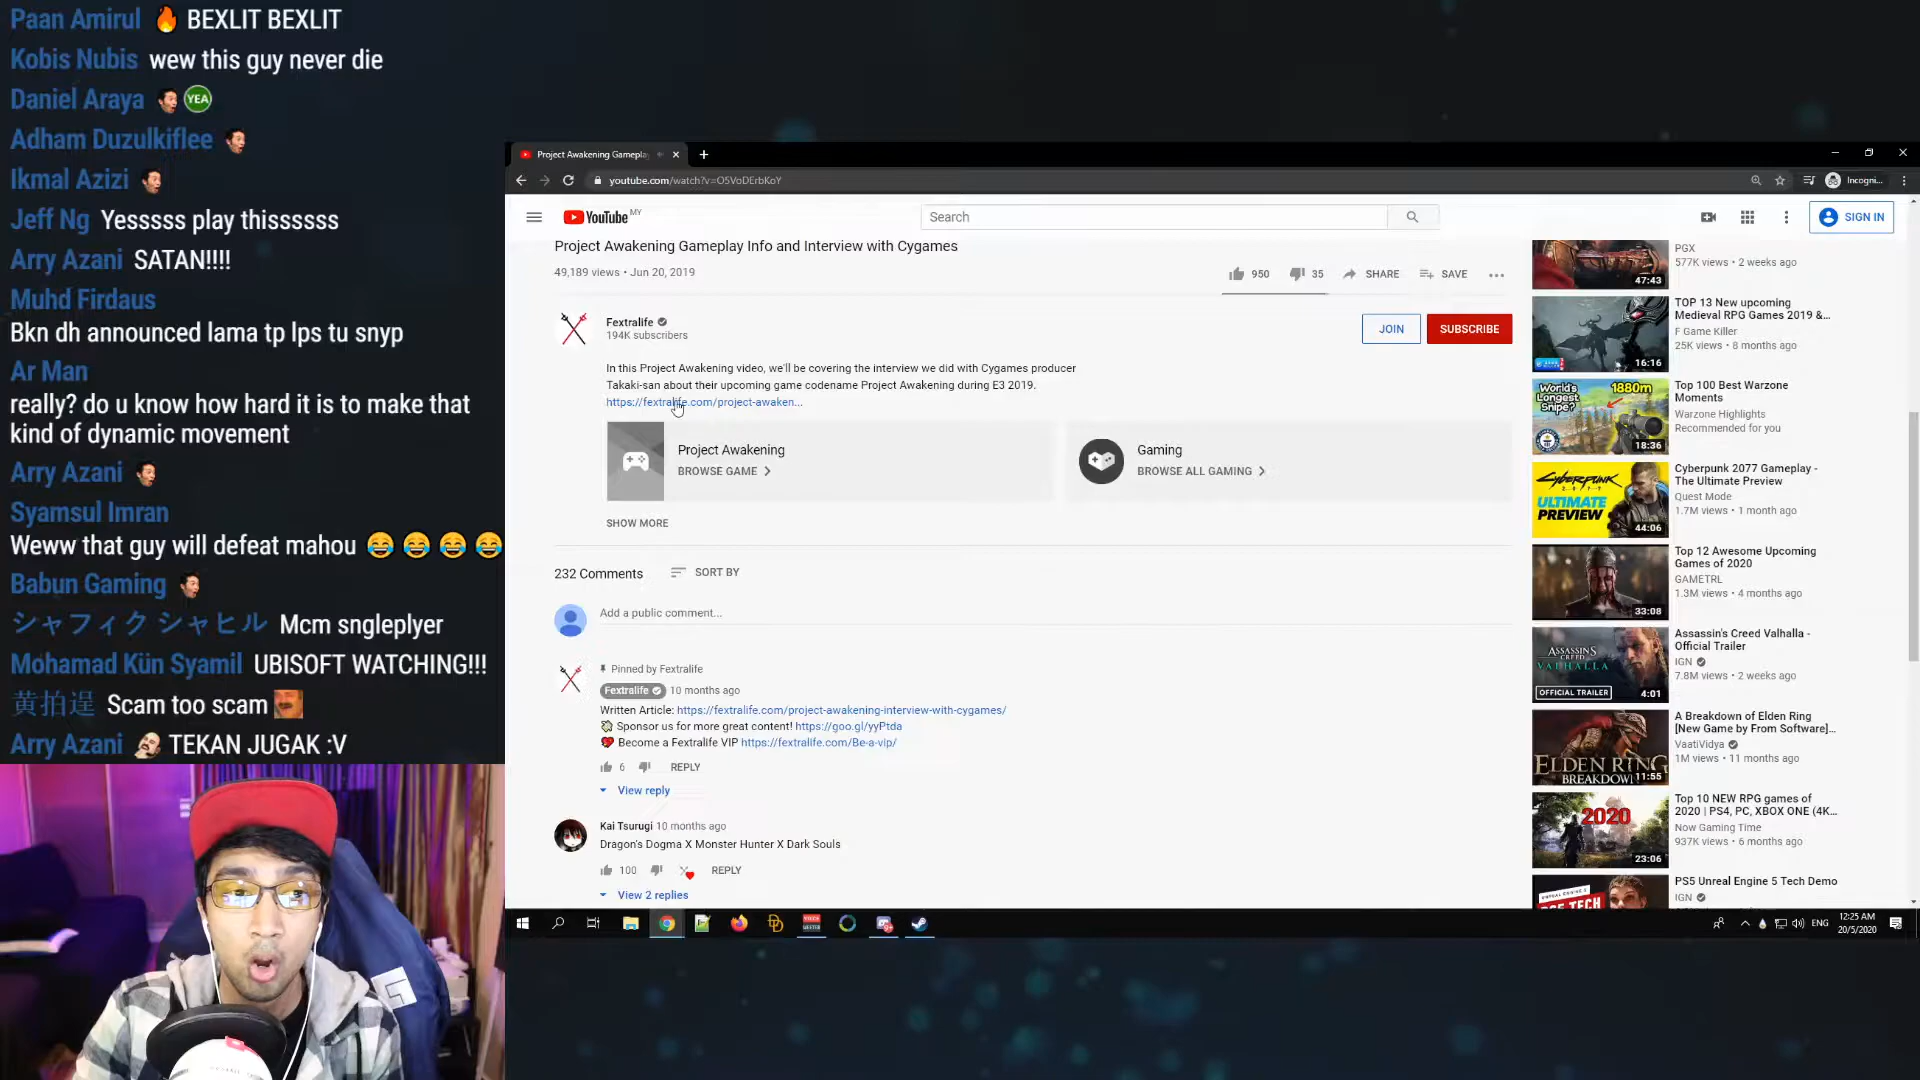 Paan Amirul BEXLIT BEXLIT
Kobis Nubis wew this guy never die
Daniel Araya YEA
Adham Duzulkiflee
Ikmal Azizi
Jeff Ng Yesssss play thissssss
Arry Azani SATAN!!!!
Muhd Firdaus
Bkn dh announced lama tp lps tu snyp
Ar Man
really? do u know how hard it is to make that
kind of dynamic movement
Arry Azani
Syamsul Imran
Weww that guy will defeat mahou 😂 😂 😂 😂
Babun Gaming
シャフィク シャヒル Mcm sngleplyer
Mohamad Kün Syamil UBISOFT WATCHING!!!
Scam too scam
Arry Azani TEKAN JUGAK :V
Project Awakening Gameplay
youtube.com/watch?v=O5VoDErbKoY
Incogni...
YouTube MY
Search
SIGN IN
Project Awakening Gameplay Info and Interview with Cygames
49,189 views • Jun 20, 2019
950
35
SHARE
SAVE
Fextralife
194K subscribers
JOIN
SUBSCRIBE
In this Project Awakening video, we'll be covering the interview we did with Cygames producer
Takaki-san about their upcoming game codename Project Awakening during E3 2019.
https://fextralife.com/project-awaken...
Project Awakening
BROWSE GAME
Gaming
BROWSE ALL GAMING
SHOW MORE
232 Comments
SORT BY
Add a public comment...
Pinned by Fextralife
Fextralife 10 months ago
Written Article: https://fextralife.com/project-awakening-interview-with-cygames/
Sponsor us for more great content! https://goo.gl/yyPtda
Become a Fextralife VIP https://fextralife.com/Be-a-vip/
6
REPLY
View reply
Kai Tsurugi 10 months ago
Dragon's Dogma X Monster Hunter X Dark Souls
100
REPLY
View 2 replies
PGX
577K views • 2 weeks ago
47:43
TOP 13 New upcoming
Medieval RPG Games 2019 &...
F Game Killer
25K views • 8 months ago
16:16
World's
Longest
Snipe?
1880m
18:36
Top 100 Best Warzone
Moments
Warzone Highlights
Recommended for you
Cyberpunk
2077
ULTIMATE
PREVIEW
44:06
Cyberpunk 2077 Gameplay -
The Ultimate Preview
Quest Mode
1.7M views • 1 month ago
33:08
Top 12 Awesome Upcoming
Games of 2020
GAMETRL
1.3M views • 4 months ago
ASSASSIN'S
CREED
VALHALLA
OFFICIAL TRAILER
4:01
Assassin's Creed Valhalla -
Official Trailer
IGN
7.8M views • 2 weeks ago
ELDEN RING
BREAKDOWN
11:55
A Breakdown of Elden Ring
[New Game by From Software]...
VaatiVidya
1M views • 11 months ago
2020
23:06
Top 10 NEW RPG games of
2020 | PS4, PC, XBOX ONE (4K...
Now Gaming Time
937K views • 6 months ago
PS5 Unreal Engine 5 Tech Demo
IGN
ENG
12:25 AM
20/5/2020